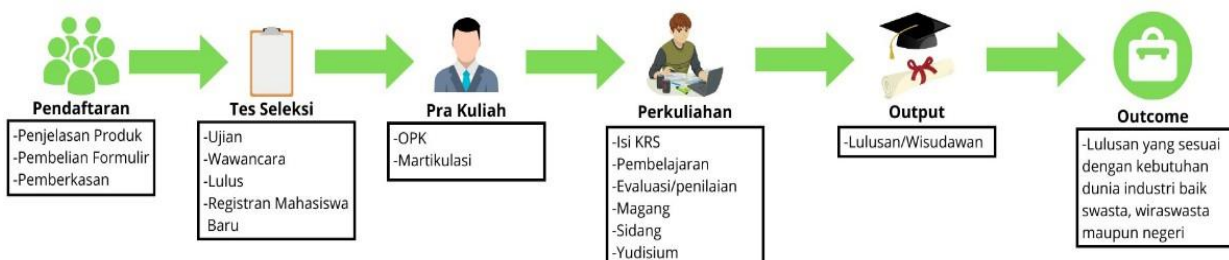 Pendaftaran
-Penjelasan Produk
-Pembelian Formulir
-Pemberkasan
Tes Seleksi
-Ujian
-Wawancara
-Lulus
-Registran Mahasiswa
Baru
Pra Kuliah
-OPK
-Martikulasi
Perkuliahan
-Isi KRS
-Pembelajaran
-Evaluasi/penilaian
-Magang
-Sidang
-Yudisium
Output
-Lulusan/Wisudawan
Outcome
-Lulusan yang sesuai
dengan kebutuhan
dunia industri baik
swasta, wiraswasta
maupun negeri